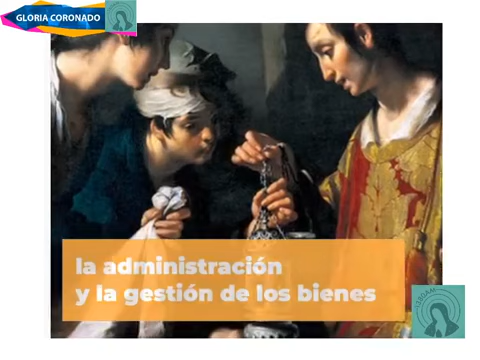 GLORIA CORONADO
la administración
y la gestión de los bienes